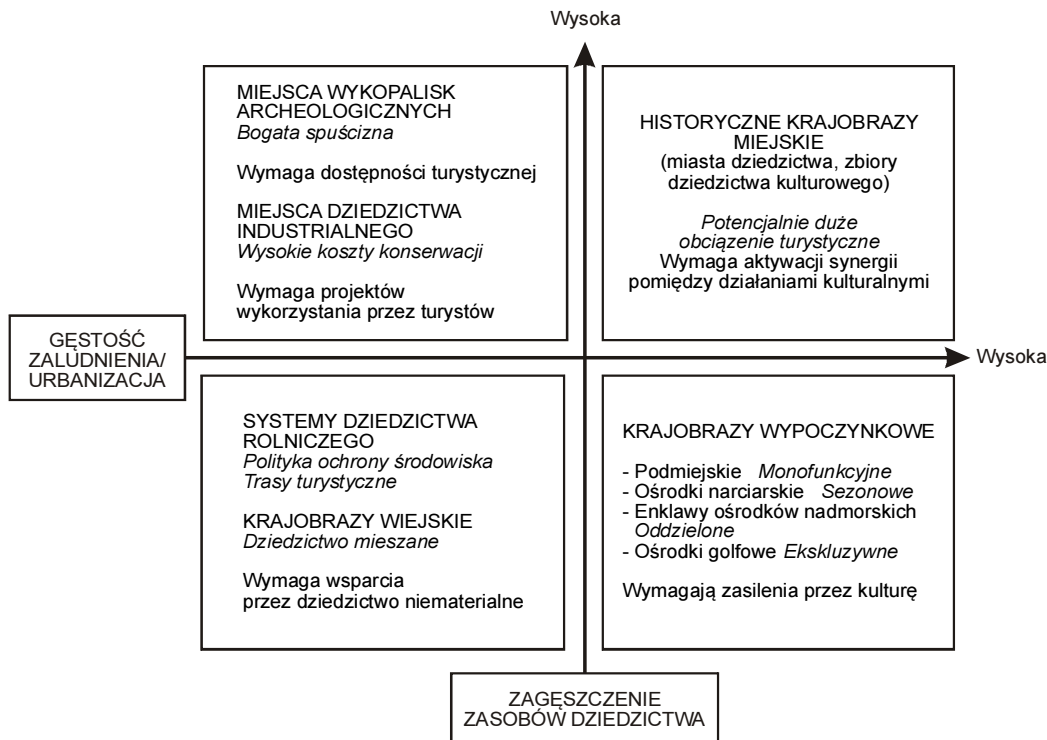 Wysoka
MIEJSCA WYKOPALISK
ARCHEOLOGICZNYCH
Bogata spuścizna
Wymaga dostępności turystycznej
MIEJSCA DZIEDZICTWA
INDUSTRIALNEGO
Wysokie koszty konserwacji
Wymaga projektów
wykorzystania przez turystów
HISTORYCZNE KRAJOBRAZY
MIEJSKIE
(miasta dziedzictwa, zbiory
dziedzictwa kulturowego)
Potencjalnie duże
obciązenie turystyczne
Wymaga aktywacji synergii
pomiędzy działaniami kulturalnymi
GĘSTOŚĆ
ZALUDNIENIA/
URBANIZACJA
Wysoka
SYSTEMY DZIEDZICTWA
ROLNICZEGO
Polityka ochrony środowiska
Trasy turystyczne
KRAJOBRAZY WIEJSKIE
Dziedzictwo mieszane
Wymaga wsparcia
przez dziedzictwo niematerialne
KRAJOBRAZY WYPOCZYNKOWE
- Podmiejskie Monofunkcyjne
- Ośrodki narciarskie Sezonowe
- Enklawy ośrodków nadmorskich
Oddzielone
- Ośrodki golfowe Ekskluzywne
Wymagają zasilenia przez kulturę
ZAGĘSZCZENIE
ZASOBÓW DZIEDZICTWA